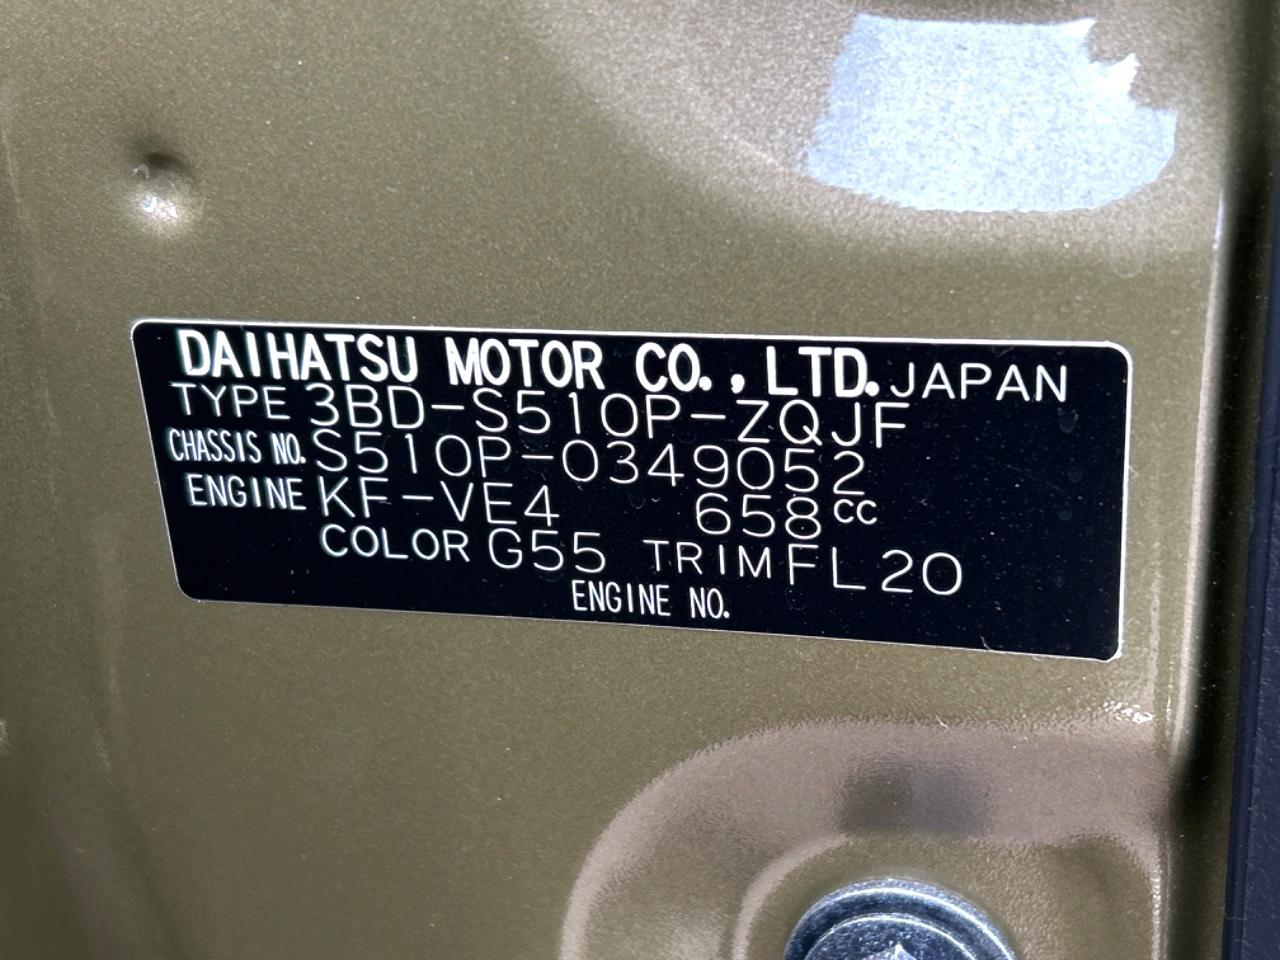 DAIHATSU MOTOR CO., LTD. JAPAN
TYPE 3BD-S510P-ZQJF
CHASSIS NO. S510P-0349052
ENGINE KF-VE4 658cc
COLOR G55 TRIM FL20
ENGINE NO.